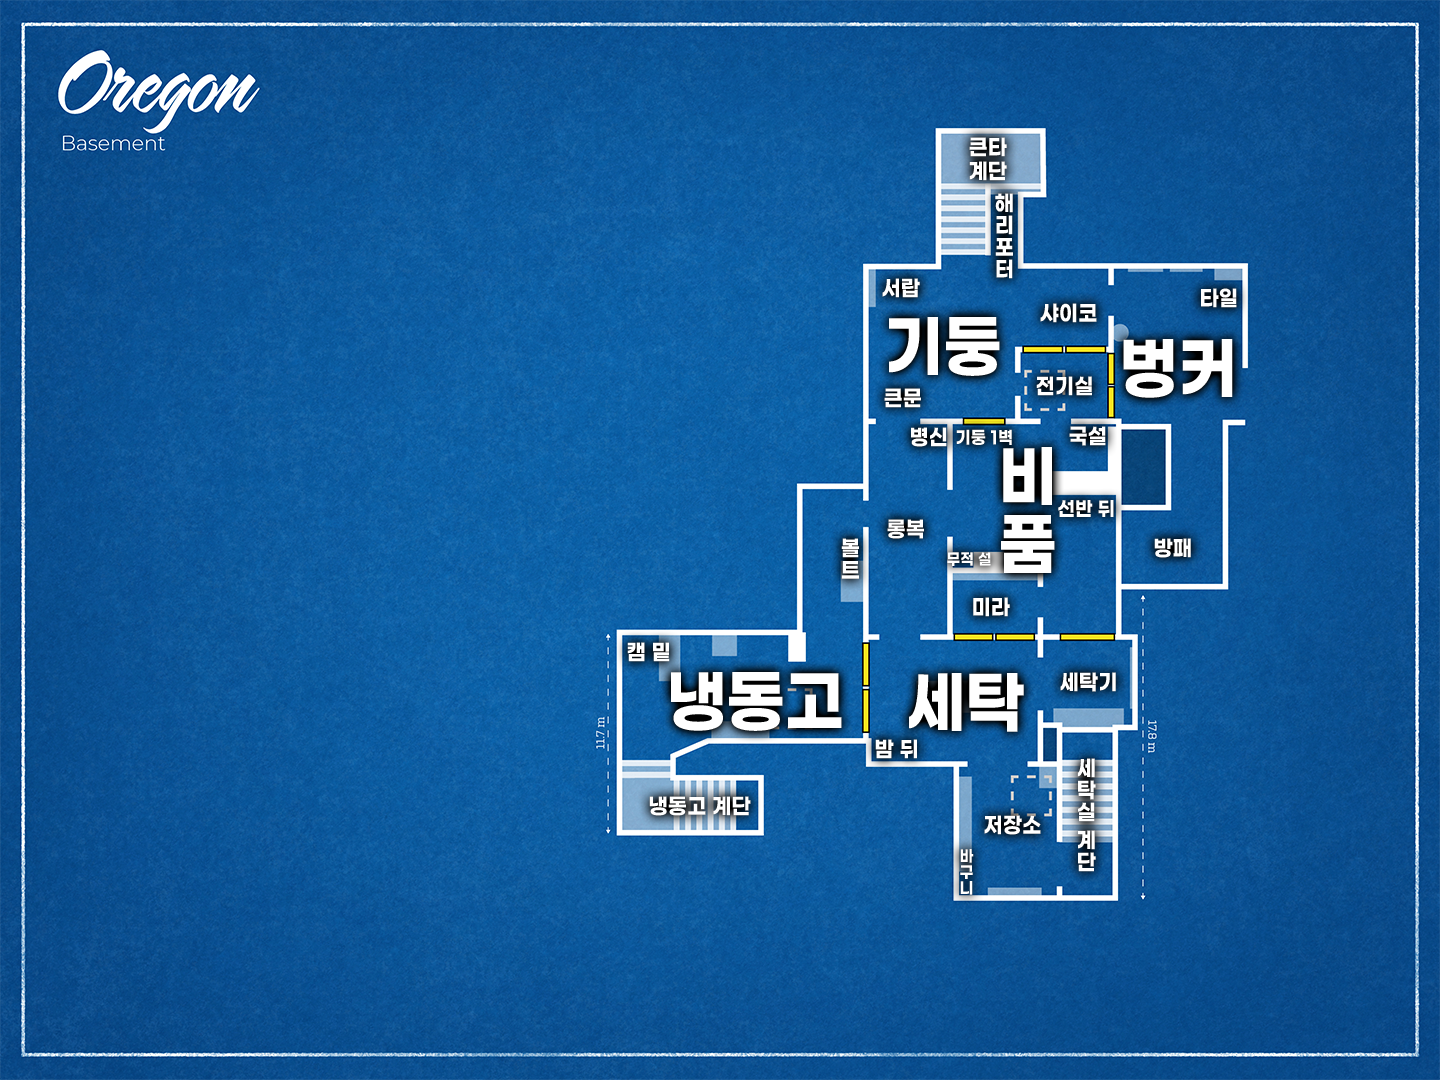 Oregon
Basement
큰타
계단
해리포터
서랍
샤이코
타일
기둥
벙커
전기실
큰문
병신
기둥 1벽
국설
비품
선반 뒤
롱복
볼트
무적 설
방패
미라
캠 밑
냉동고
세탁
세탁기
밤 뒤
11.7 m
17.8 m
냉동고 계단
세탁실 계단
저장소
바구니